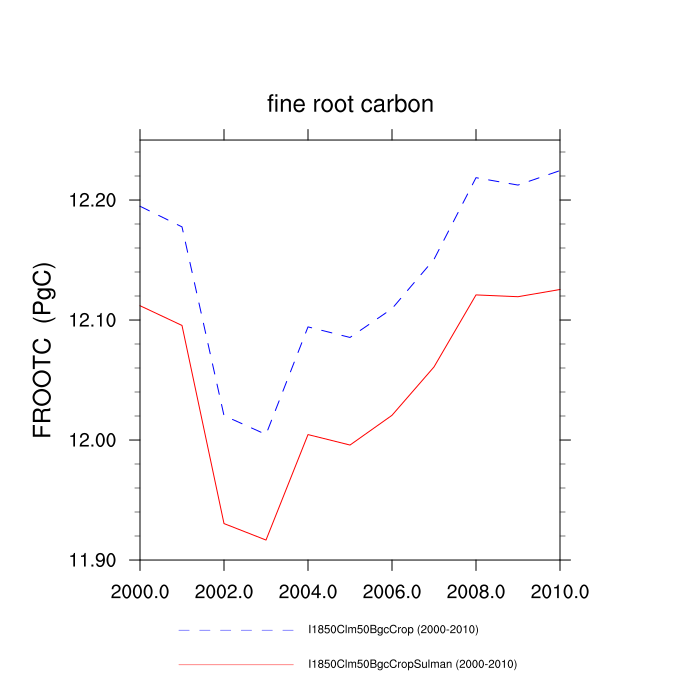 fine root carbon
FROOTC (PgC)
12.20
12.10
12.00
11.90
2000.0 2002.0 2004.0 2006.0 2008.0 2010.0
I1850Clm50BgcCrop (2000-2010)
I1850Clm50BgcCropSulman (2000-2010)